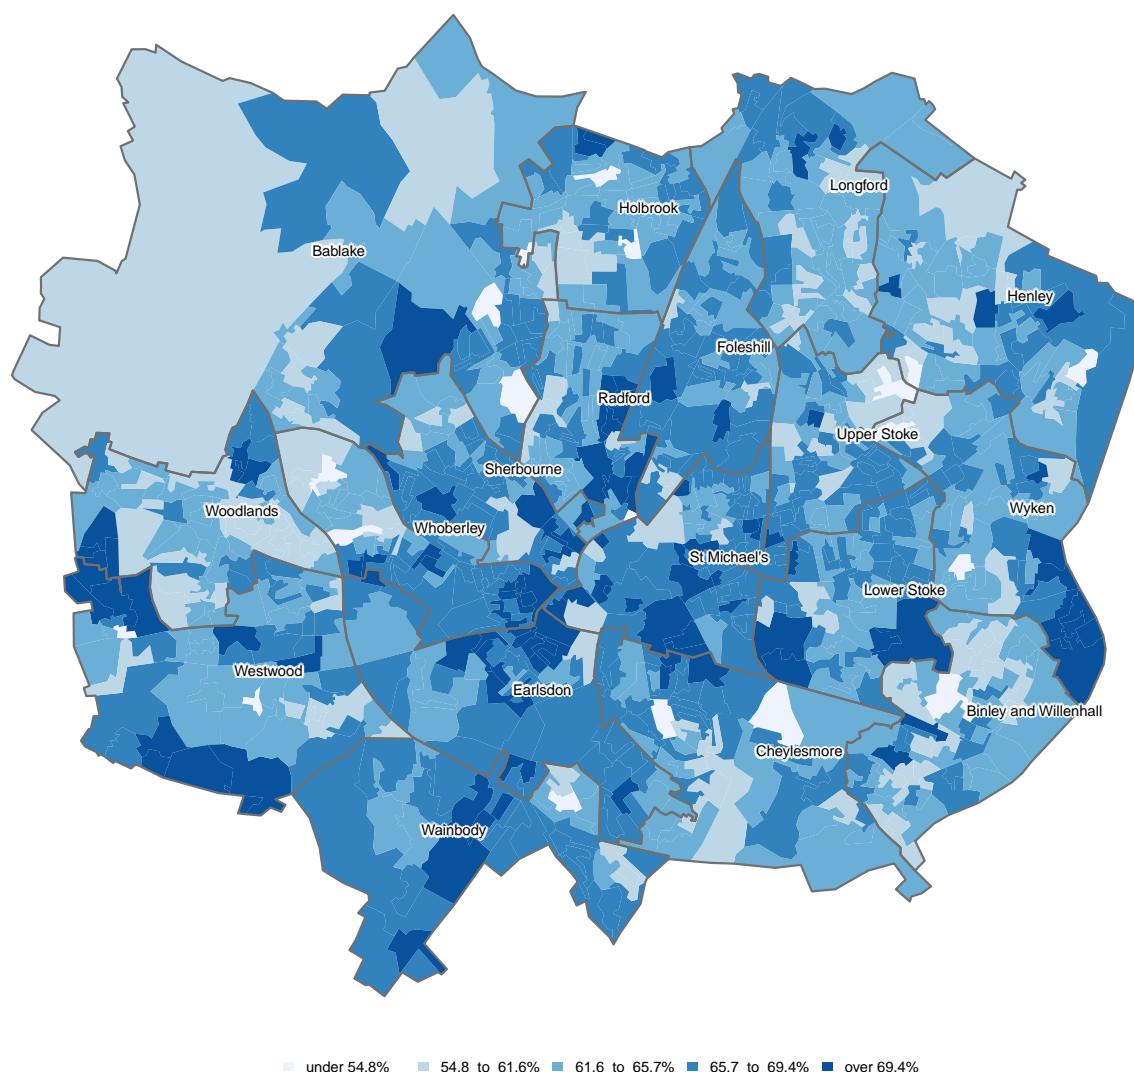 Longford
Holbrook
Bablake
Henley
Foleshill
Radford
Upper Stoke
Sherbourne
Woodlands
Wyken
Whoberley
St Michael's
Lower Stoke
Westwood
Earlsdon
Binley and Willenhall
Cheylesmore
Wainbody
under 54.8% 54.8 to 61.6% 61.6 to 65.7% 65.7 to 69.4% over 69.4%